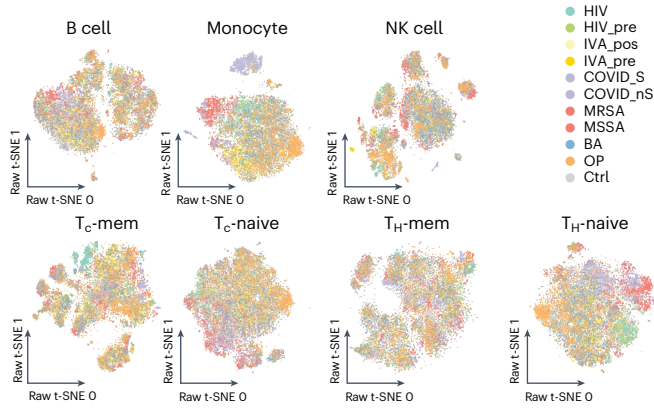 B cell
Monocyte
NK cell
HIV
HIV_pre
IVA_pos
IVA_pre
COVID_S
COVID_nS
MRSA
MSSA
BA
OP
Ctrl
Raw t-SNE 1
Raw t-SNE 0
Raw t-SNE 1
Raw t-SNE 0
Raw t-SNE 1
Raw t-SNE 0
Tc-mem
Tc-naive
TH-mem
TH-naive
Raw t-SNE 1
Raw t-SNE 0
Raw t-SNE 1
Raw t-SNE 0
Raw t-SNE 1
Raw t-SNE 0
Raw t-SNE 1
Raw t-SNE 0